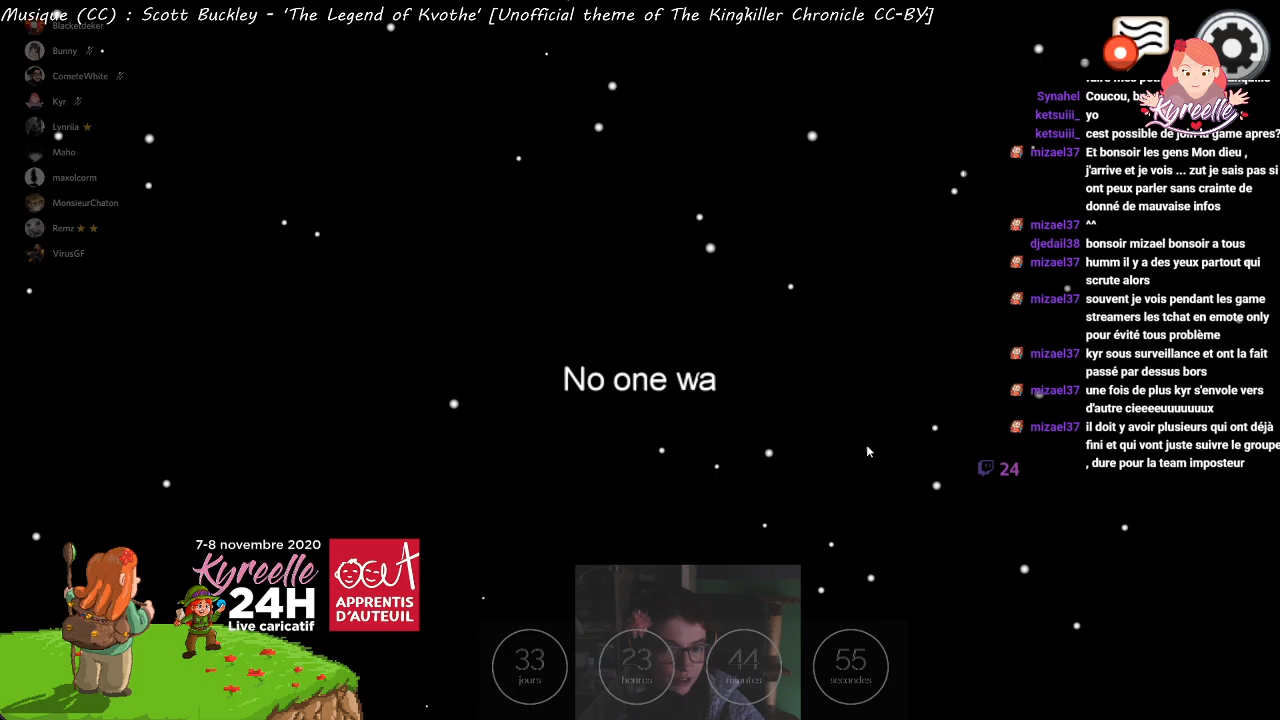 Musique (CC) : Scott Buckley - ‘The Legend of Kvothe’ [Unofficial theme of The Kingkiller Chronicle CC-BY]
Blacketdeker
Bunny
CometeWhite
Kyr
Lynriia
Maho
maxolcorm
MonsieurChaton
Remz
VirusGF
Kyreelle
Synahel Coucou,
ketsuiii_ yo
ketsuiii_ cest possible de join la game apres?
mizael37 Et bonsoir les gens Mon dieu ,
j'arrive et je vois ... zut je sais pas si
ont peux parler sans crainte de
donné de mauvaise infos
mizael37 ^^
djedail38 bonsoir mizael bonsoir a tous
mizael37 humm il y a des yeux partout qui
scrute alors
mizael37 souvent je vois pendant les game
streamers les tchat en emote only
pour évité tous problème
mizael37 kyr sous surveillance et ont la fait
passé par dessus bors
mizael37 une fois de plus kyr s'envole vers
d'autre cieeeeuuuuuuux
mizael37 il doit y avoir plusieurs qui ont déjà
fini et qui vont juste suivre le groupe
, dure pour la team imposteur
24
No one wa
7-8 novembre 2020
Kyreelle
24H
Live caricatif
OUT
APPRENTIS
D'AUTEUIL
33 23 44 55
jours heures minutes secondes